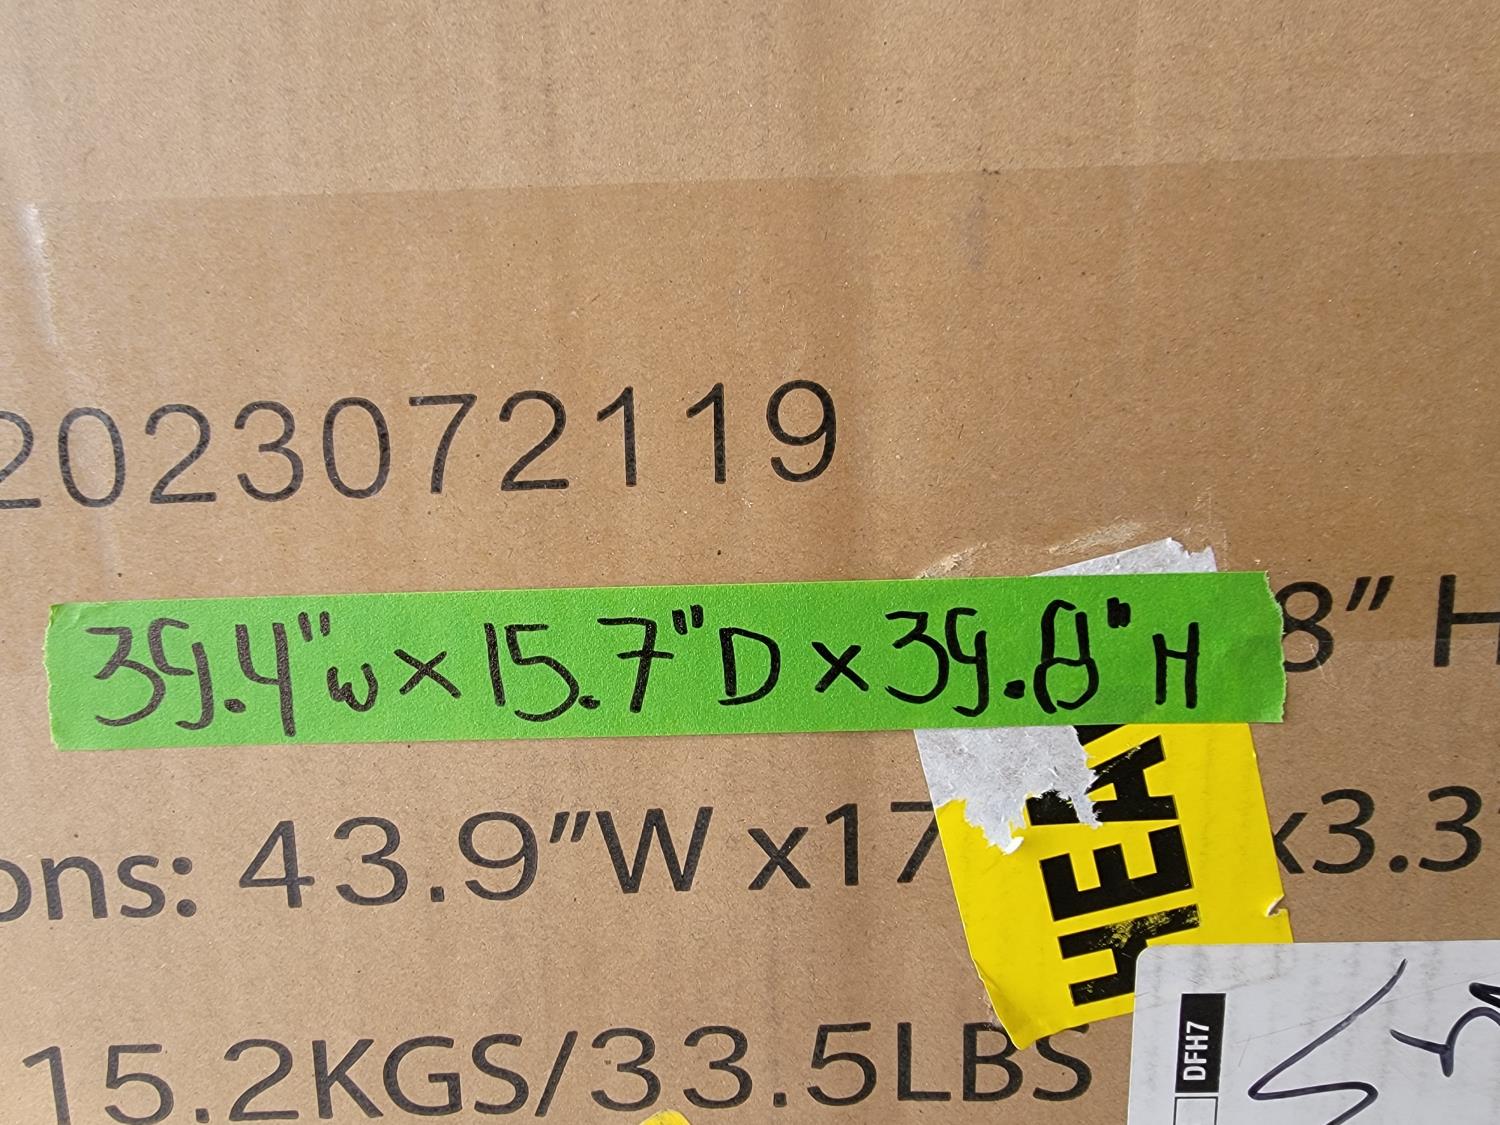 2023072119
39.4"W x 15.7"D x 39.8"H
8” H
ons: 43.9”W x17 x3.3
HEA
15.2KGS/33.5LBS
DFH7